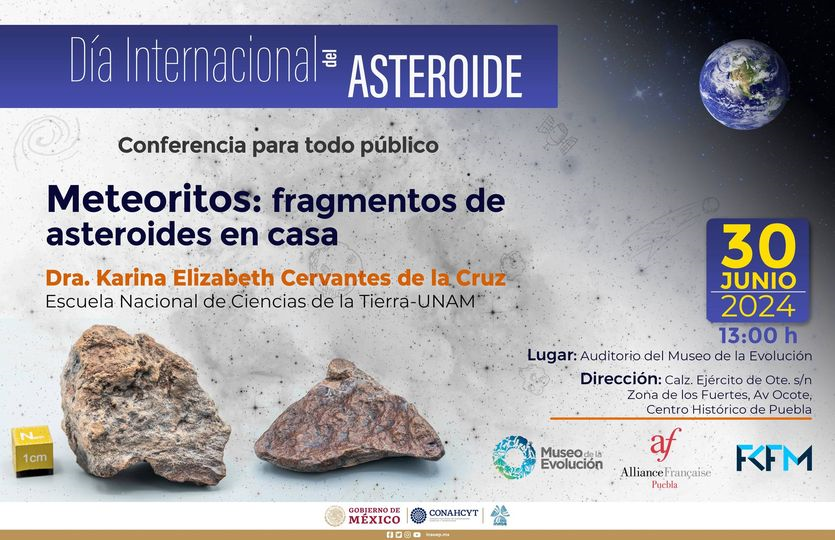 Día Internacional del ASTEROIDE
Conferencia para todo público
Meteoritos: fragmentos de
asteroides en casa
Dra. Karina Elizabeth Cervantes de la Cruz
Escuela Nacional de Ciencias de la Tierra-UNAM
30
JUNIO
2024
13:00 h
Lugar: Auditorio del Museo de la Evolución
Dirección: Calz. Ejército de Ote. s/n
Zona de los Fuertes, Av Ocote,
Centro Histórico de Puebla
N
1cm
Museo de la
Evolución
af
Alliance Française
Puebla
FCFM
GOBIERNO DE
MÉXICO
CONAHCYT